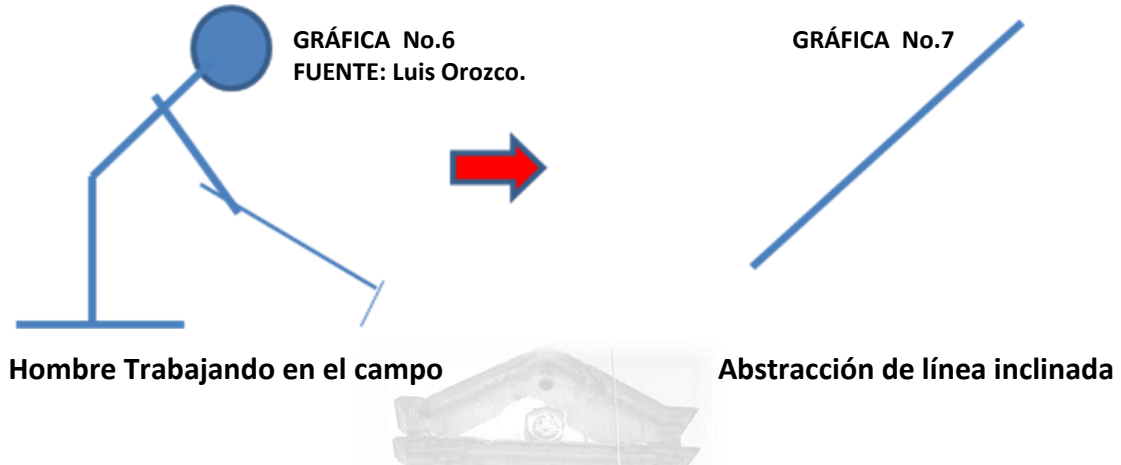 GRÁFICA No.6
FUENTE: Luis Orozco.
GRÁFICA No.7
Hombre Trabajando en el campo
Abstracción de línea inclinada